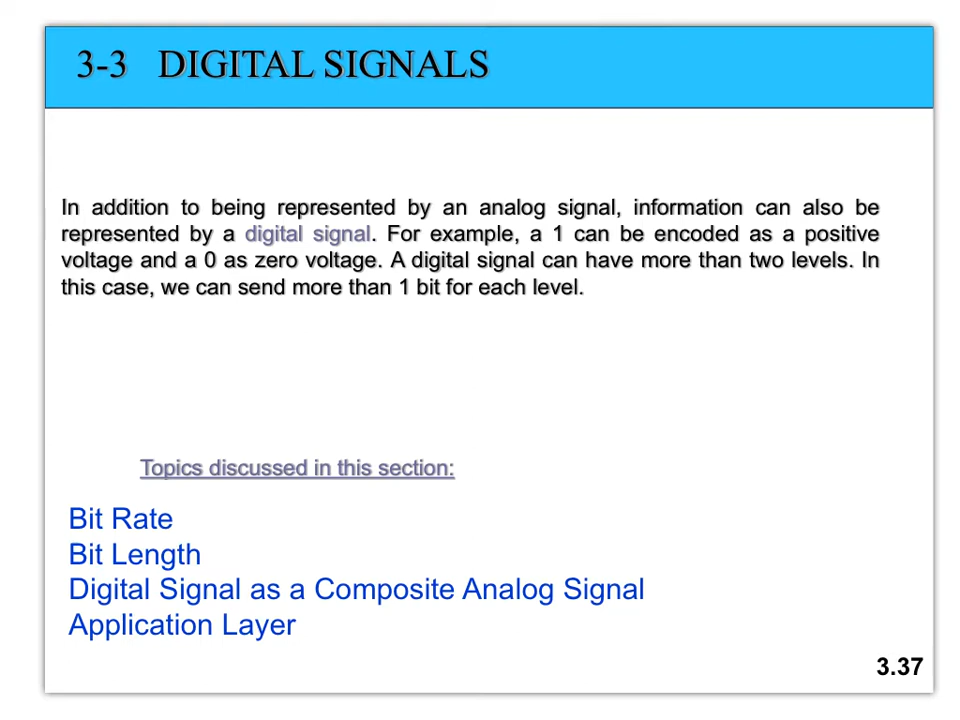 3-3 DIGITAL SIGNALS
In addition to being represented by an analog signal, information can also be
represented by a digital signal. For example, a 1 can be encoded as a positive
voltage and a 0 as zero voltage. A digital signal can have more than two levels. In
this case, we can send more than 1 bit for each level.
Topics discussed in this section:
Bit Rate
Bit Length
Digital Signal as a Composite Analog Signal
Application Layer
3.37